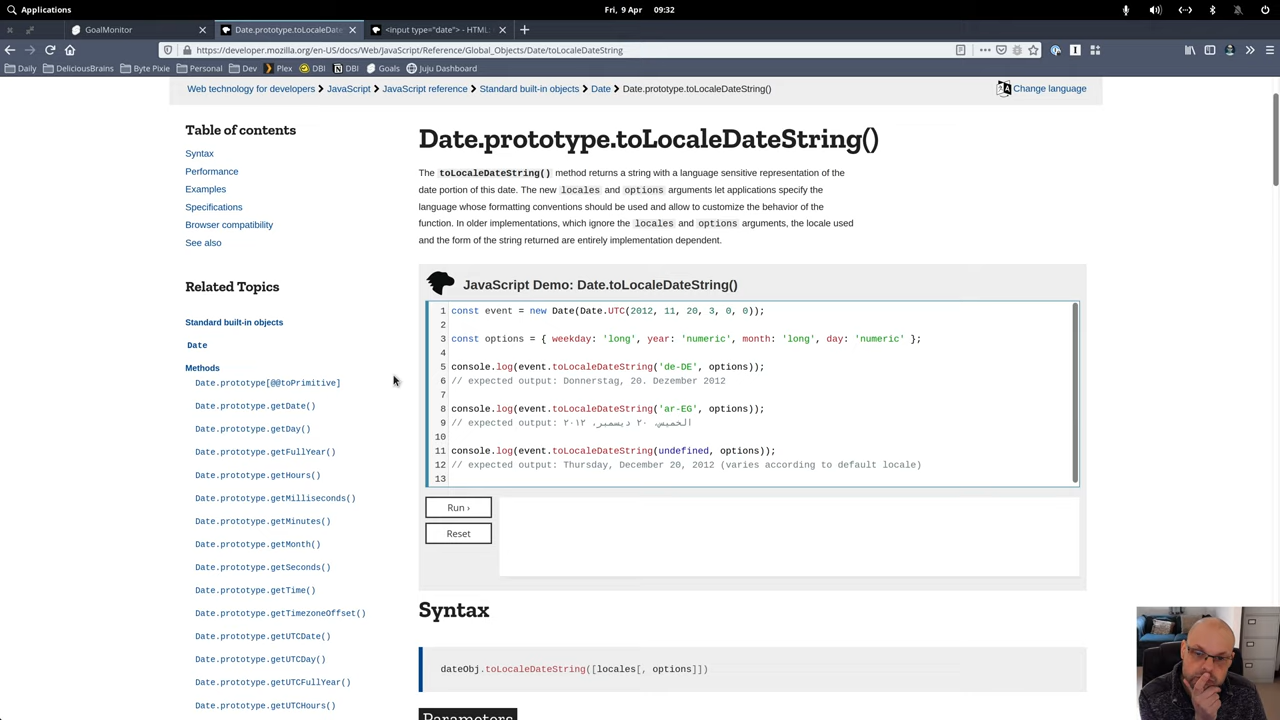 Applications
Fri, 9 Apr 09:32
GoalMonitor
Date.prototype.toLocaleDate
<input type="date"> - HTML:
https://developer.mozilla.org/en-US/docs/Web/JavaScript/Reference/Global_Objects/Date/toLocaleDateString
Daily DeliciousBrains Byte Pixie Personal Dev Plex DBI DBI Goals Juju Dashboard
Web technology for developers JavaScript JavaScript reference Standard built-in objects Date Date.prototype.toLocaleDateString()
Change language
Table of contents
Syntax
Performance
Examples
Specifications
Browser compatibility
See also
Related Topics
Standard built-in objects
Date
Methods
Date.prototype[@@toPrimitive]
Date.prototype.getDate()
Date.prototype.getDay()
Date.prototype.getFullYear()
Date.prototype.getHours()
Date.prototype.getMilliseconds()
Date.prototype.getMinutes()
Date.prototype.getMonth()
Date.prototype.getSeconds()
Date.prototype.getTime()
Date.prototype.getTimezoneOffset()
Date.prototype.getUTCDate()
Date.prototype.getUTCDay()
Date.prototype.getUTCFullYear()
Date.prototype.getUTCHours()
Date.prototype.toLocaleDateString()
The toLocaleDateString() method returns a string with a language sensitive representation of the
date portion of this date. The new locales and options arguments let applications specify the
language whose formatting conventions should be used and allow to customize the behavior of the
function. In older implementations, which ignore the locales and options arguments, the locale used
and the form of the string returned are entirely implementation dependent.
JavaScript Demo: Date.toLocaleDateString()
1 const event = new Date(Date.UTC(2012, 11, 20, 3, 0, 0));
2
3 const options = { weekday: 'long', year: 'numeric', month: 'long', day: 'numeric' };
4
5 console.log(event.toLocaleDateString('de-DE', options));
6 // expected output: Donnerstag, 20. Dezember 2012
7
8 console.log(event.toLocaleDateString('ar-EG', options));
9 // expected output: الخميس، ٢٠ ديسمبر، ٢٠١٢
10
11 console.log(event.toLocaleDateString(undefined, options));
12 // expected output: Thursday, December 20, 2012 (varies according to default locale)
13
Run ›
Reset
Syntax
dateObj.toLocaleDateString([locales[, options]])
Parameters